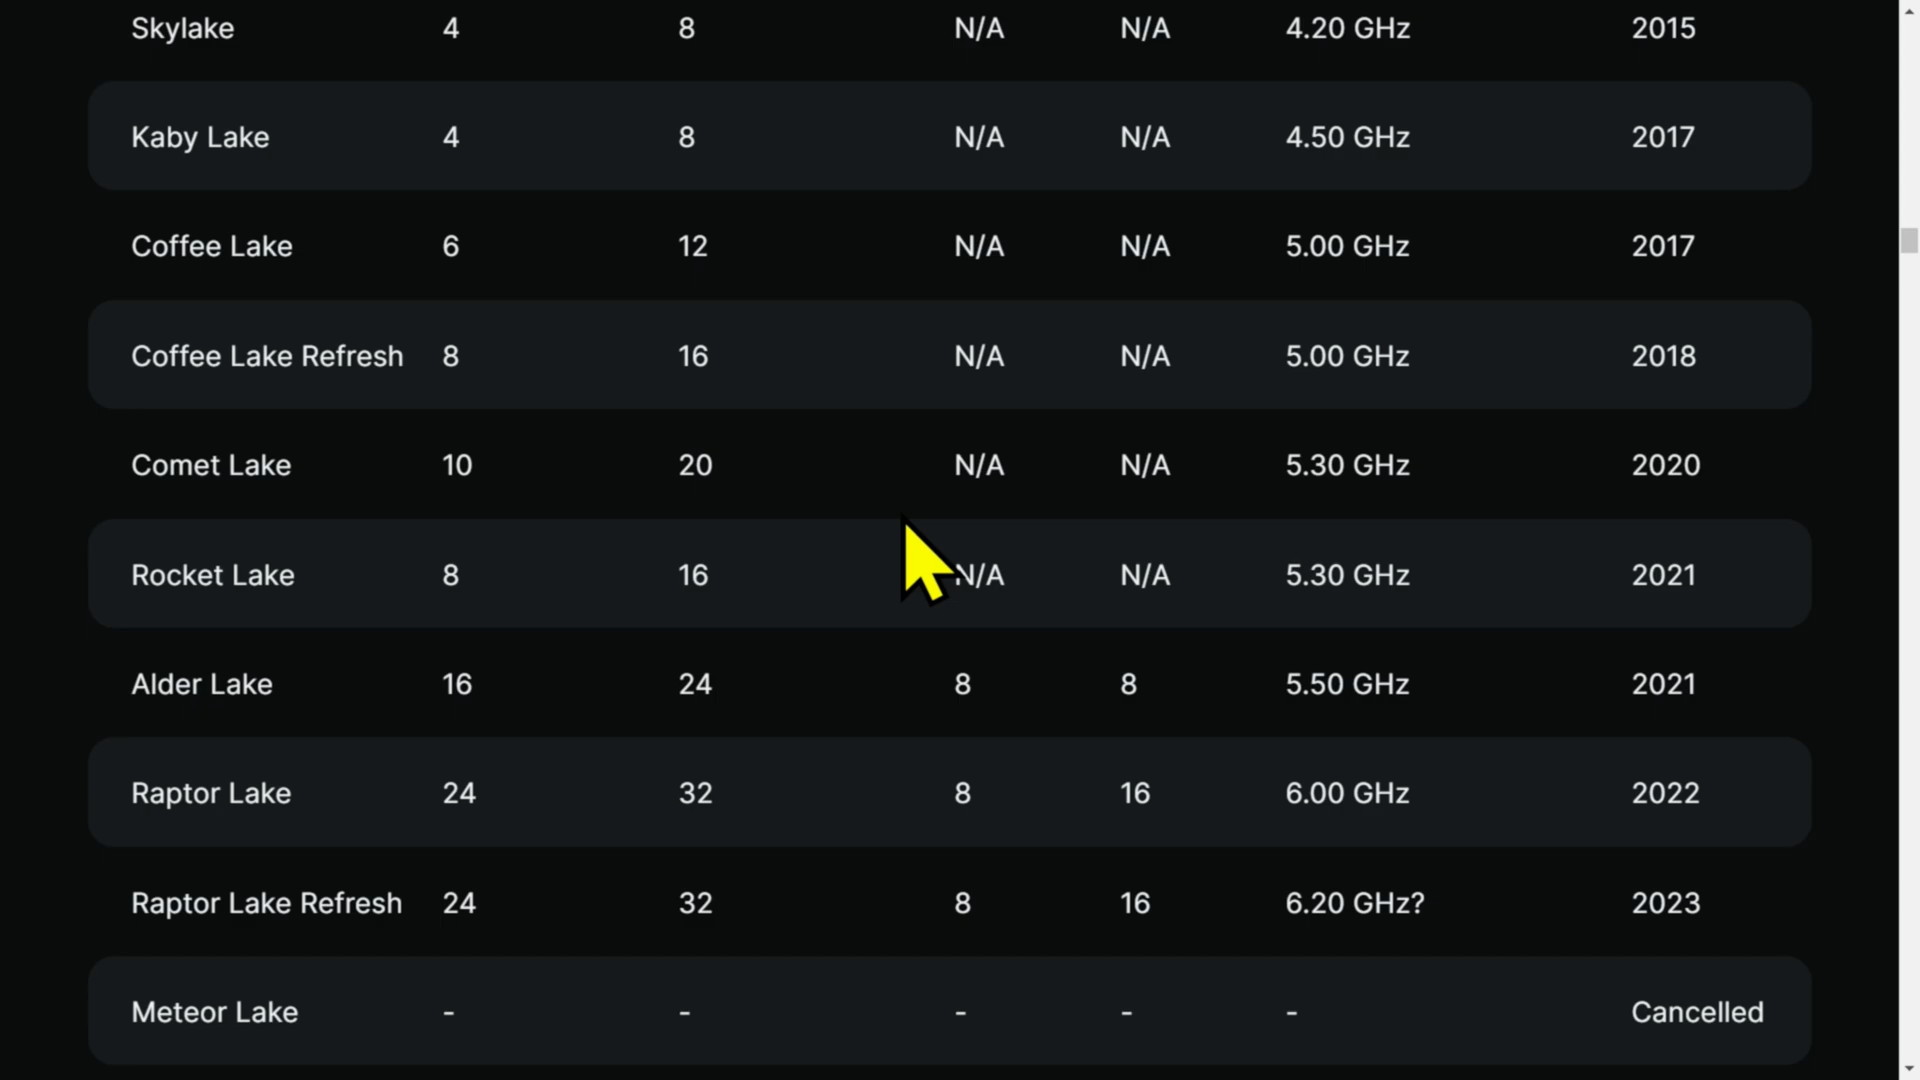 Skylake 4 8 N/A N/A 4.20 GHz 2015
Kaby Lake 4 8 N/A N/A 4.50 GHz 2017
Coffee Lake 6 12 N/A N/A 5.00 GHz 2017
Coffee Lake Refresh 8 16 N/A N/A 5.00 GHz 2018
Comet Lake 10 20 N/A N/A 5.30 GHz 2020
Rocket Lake 8 16 N/A N/A 5.30 GHz 2021
Alder Lake 16 24 8 8 5.50 GHz 2021
Raptor Lake 24 32 8 16 6.00 GHz 2022
Raptor Lake Refresh 24 32 8 16 6.20 GHz? 2023
Meteor Lake - - - - - Cancelled